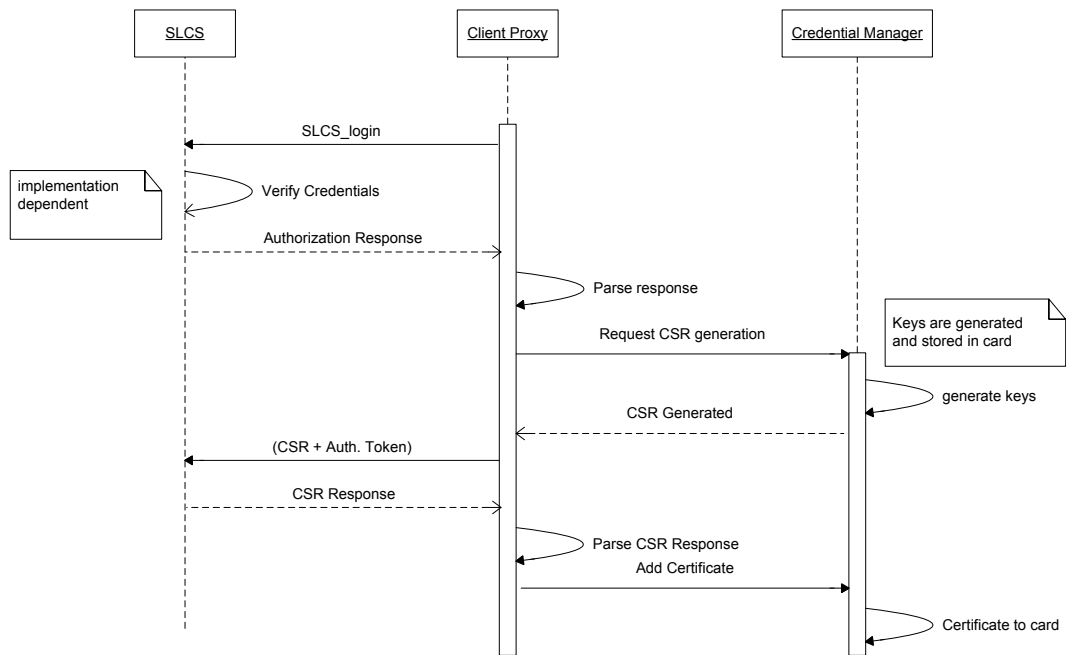 SLCS
Client Proxy
Credential Manager
SLCS_login
implementation
dependent
Verify Credentials
Authorization Response
Parse response
Keys are generated
and stored in card
Request CSR generation
generate keys
CSR Generated
(CSR + Auth. Token)
CSR Response
Parse CSR Response
Add Certificate
Certificate to card